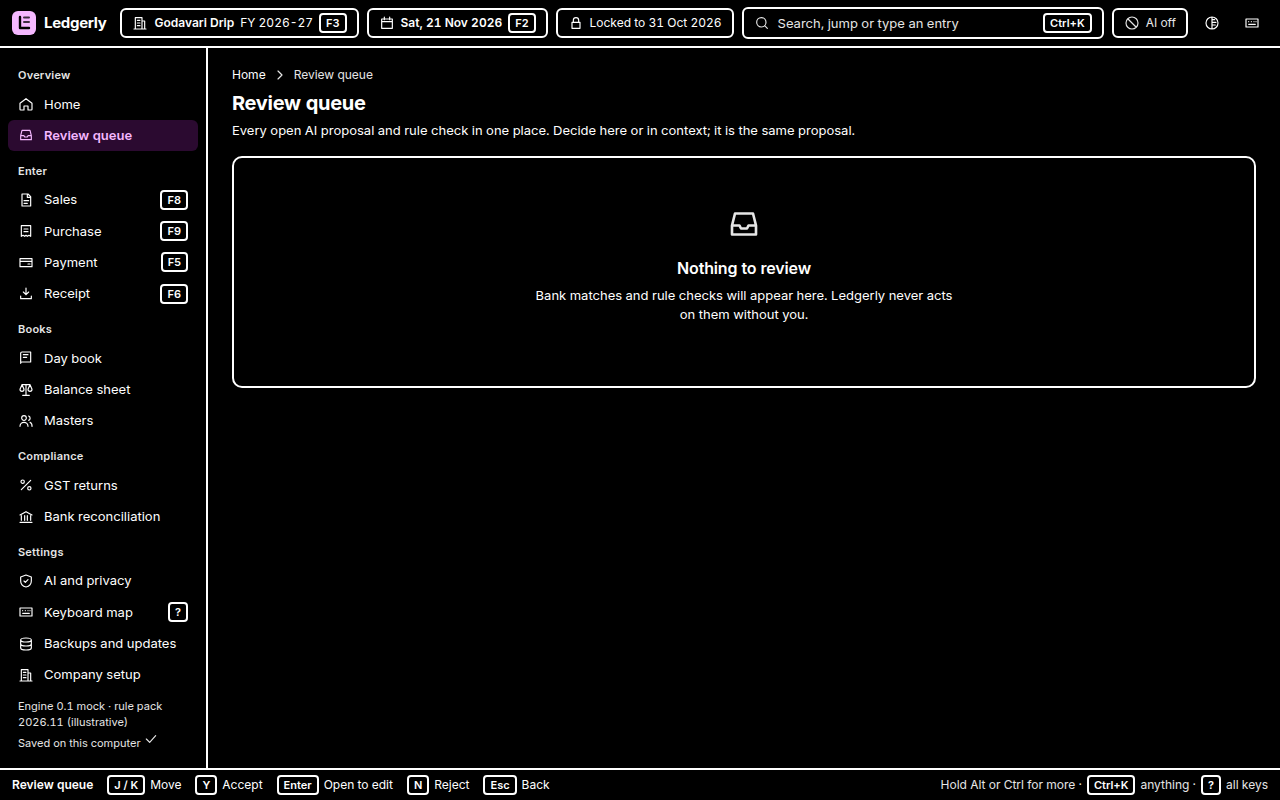 Ledgerly
Godavari Drip FY 2026-27 F3
Sat, 21 Nov 2026 F2
Locked to 31 Oct 2026
Search, jump or type an entry Ctrl+K
AI off
Overview
Home
Review queue
Enter
Sales F8
Purchase F9
Payment F5
Receipt F6
Books
Day book
Balance sheet
Masters
Compliance
GST returns
Bank reconciliation
Settings
AI and privacy
Keyboard map ?
Backups and updates
Company setup
Engine 0.1 mock · rule pack
2026.11 (illustrative)
Saved on this computer
Home Review queue
Review queue
Every open AI proposal and rule check in one place. Decide here or in context; it is the same proposal.
Nothing to review
Bank matches and rule checks will appear here. Ledgerly never acts
on them without you.
Review queue J / K Move Y Accept Enter Open to edit N Reject Esc Back
Hold Alt or Ctrl for more · Ctrl+K anything · ? all keys